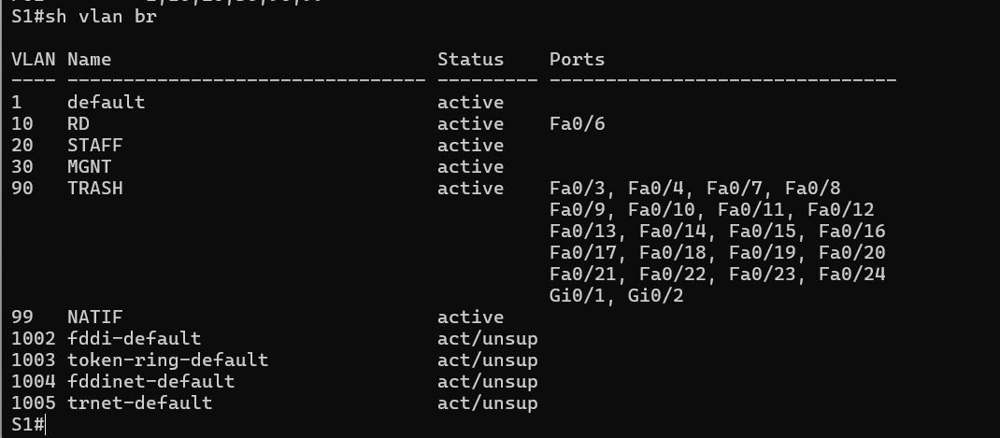 S1#sh vlan br
VLAN Name                             Status    Ports
---- -------------------------------- --------- -------------------------------
1    default                          active
10   RD                               active    Fa0/6
20   STAFF                            active
30   MGNT                             active
90   TRASH                            active    Fa0/3, Fa0/4, Fa0/7, Fa0/8
                                                Fa0/9, Fa0/10, Fa0/11, Fa0/12
                                                Fa0/13, Fa0/14, Fa0/15, Fa0/16
                                                Fa0/17, Fa0/18, Fa0/19, Fa0/20
                                                Fa0/21, Fa0/22, Fa0/23, Fa0/24
                                                Gi0/1, Gi0/2
99   NATIF                            active
1002 fddi-default                     act/unsup
1003 token-ring-default               act/unsup
1004 fddinet-default                  act/unsup
1005 trnet-default                    act/unsup
S1#